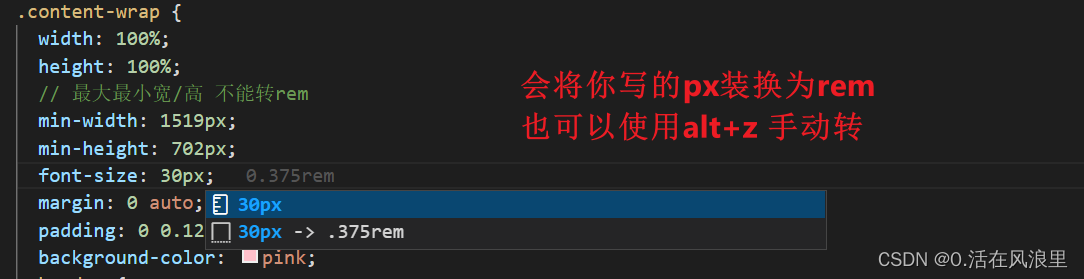 .content-wrap {
width: 100%;
height: 100%;
// 最大最小宽/高 不能转rem
min-width: 1519px;
min-height: 702px;
font-size: 30px; 0.375rem
margin: 0 auto;
30px
padding: 0 0.12
30px -> .375rem
background-color: pink;
会将你写的px装换为rem
也可以使用alt+z 手动转
CSDN @0.活在风浪里